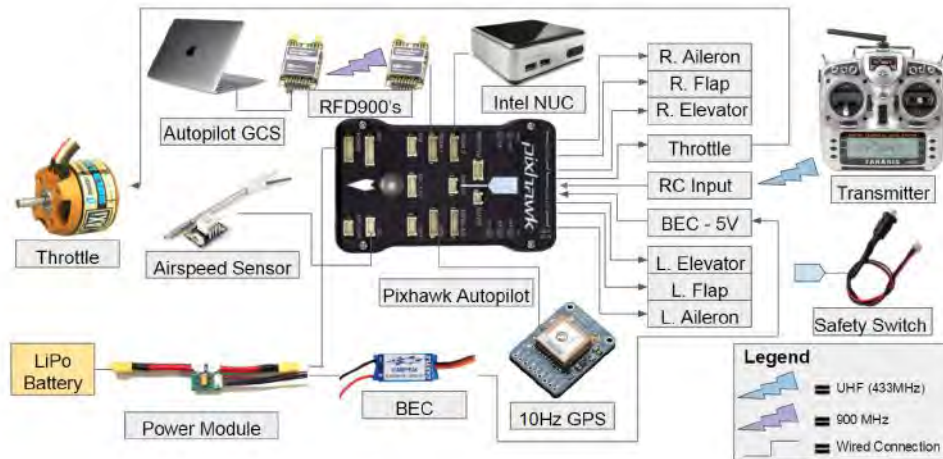 R. Aileron
R. Flap
R. Elevator
Throttle
RC Input
BEC - 5V
L. Elevator
L. Flap
L. Aileron
RFD900's
Intel NUC
Autopilot GCS
Transmitter
TARANIS
pixhawk
Throttle
Airspeed Sensor
Pixhawk Autopilot
Safety Switch
LiPo
Battery
Power Module
BEC
10Hz GPS
Legend
= UHF (433MHz)
= 900 MHz
= Wired Connection